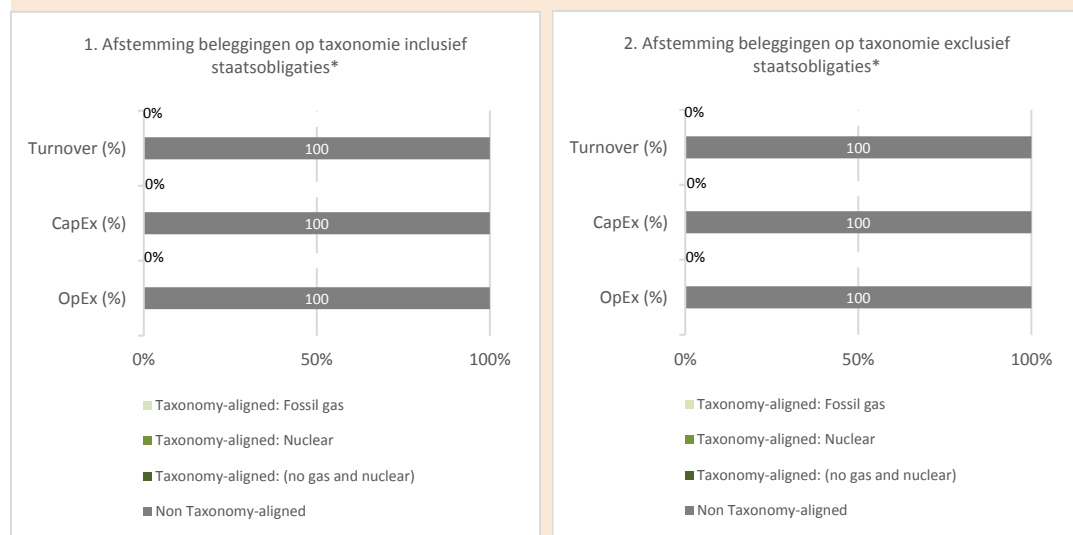 1. Afstemming beleggingen op taxonomie inclusief
staatsobligaties*
0%
Turnover (%)
100
0%
CapEx (%)
100
0%
OpEx (%)
100
0%
50%
100%
Taxonomy-aligned: Fossil gas
Taxonomy-aligned: Nuclear
Taxonomy-aligned: (no gas and nuclear)
Non Taxonomy-aligned
2. Afstemming beleggingen op taxonomie exclusief
staatsobligaties*
0%
Turnover (%)
100
0%
CapEx (%)
100
0%
OpEx (%)
100
0%
50%
100%
Taxonomy-aligned: Fossil gas
Taxonomy-aligned: Nuclear
Taxonomy-aligned: (no gas and nuclear)
Non Taxonomy-aligned